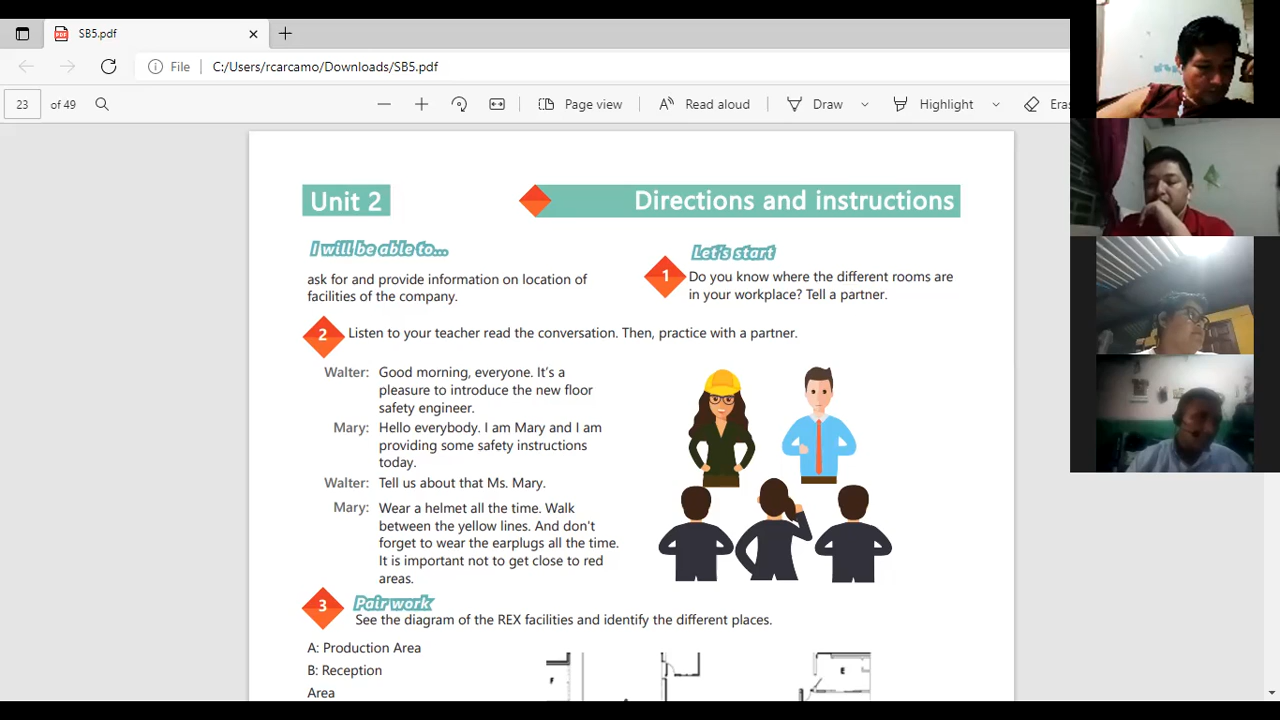 SB5.pdf
File
C:/Users/rcarcamo/Downloads/SB5.pdf
23 of 49
Page view
Read aloud
Draw
Highlight
Unit 2
Directions and instructions
I will be able to...
ask for and provide information on location of
facilities of the company.
Let's start
1
Do you know where the different rooms are
in your workplace? Tell a partner.
2
Listen to your teacher read the conversation. Then, practice with a partner.
Walter: Good morning, everyone. It's a
pleasure to introduce the new floor
safety engineer.
Mary: Hello everybody. I am Mary and I am
providing some safety instructions
today.
Walter: Tell us about that Ms. Mary.
Mary: Wear a helmet all the time. Walk
between the yellow lines. And don't
forget to wear the earplugs all the time.
It is important not to get close to red
areas.
3
Pair work
See the diagram of the REX facilities and identify the different places.
A: Production Area
B: Reception
Area
F
E